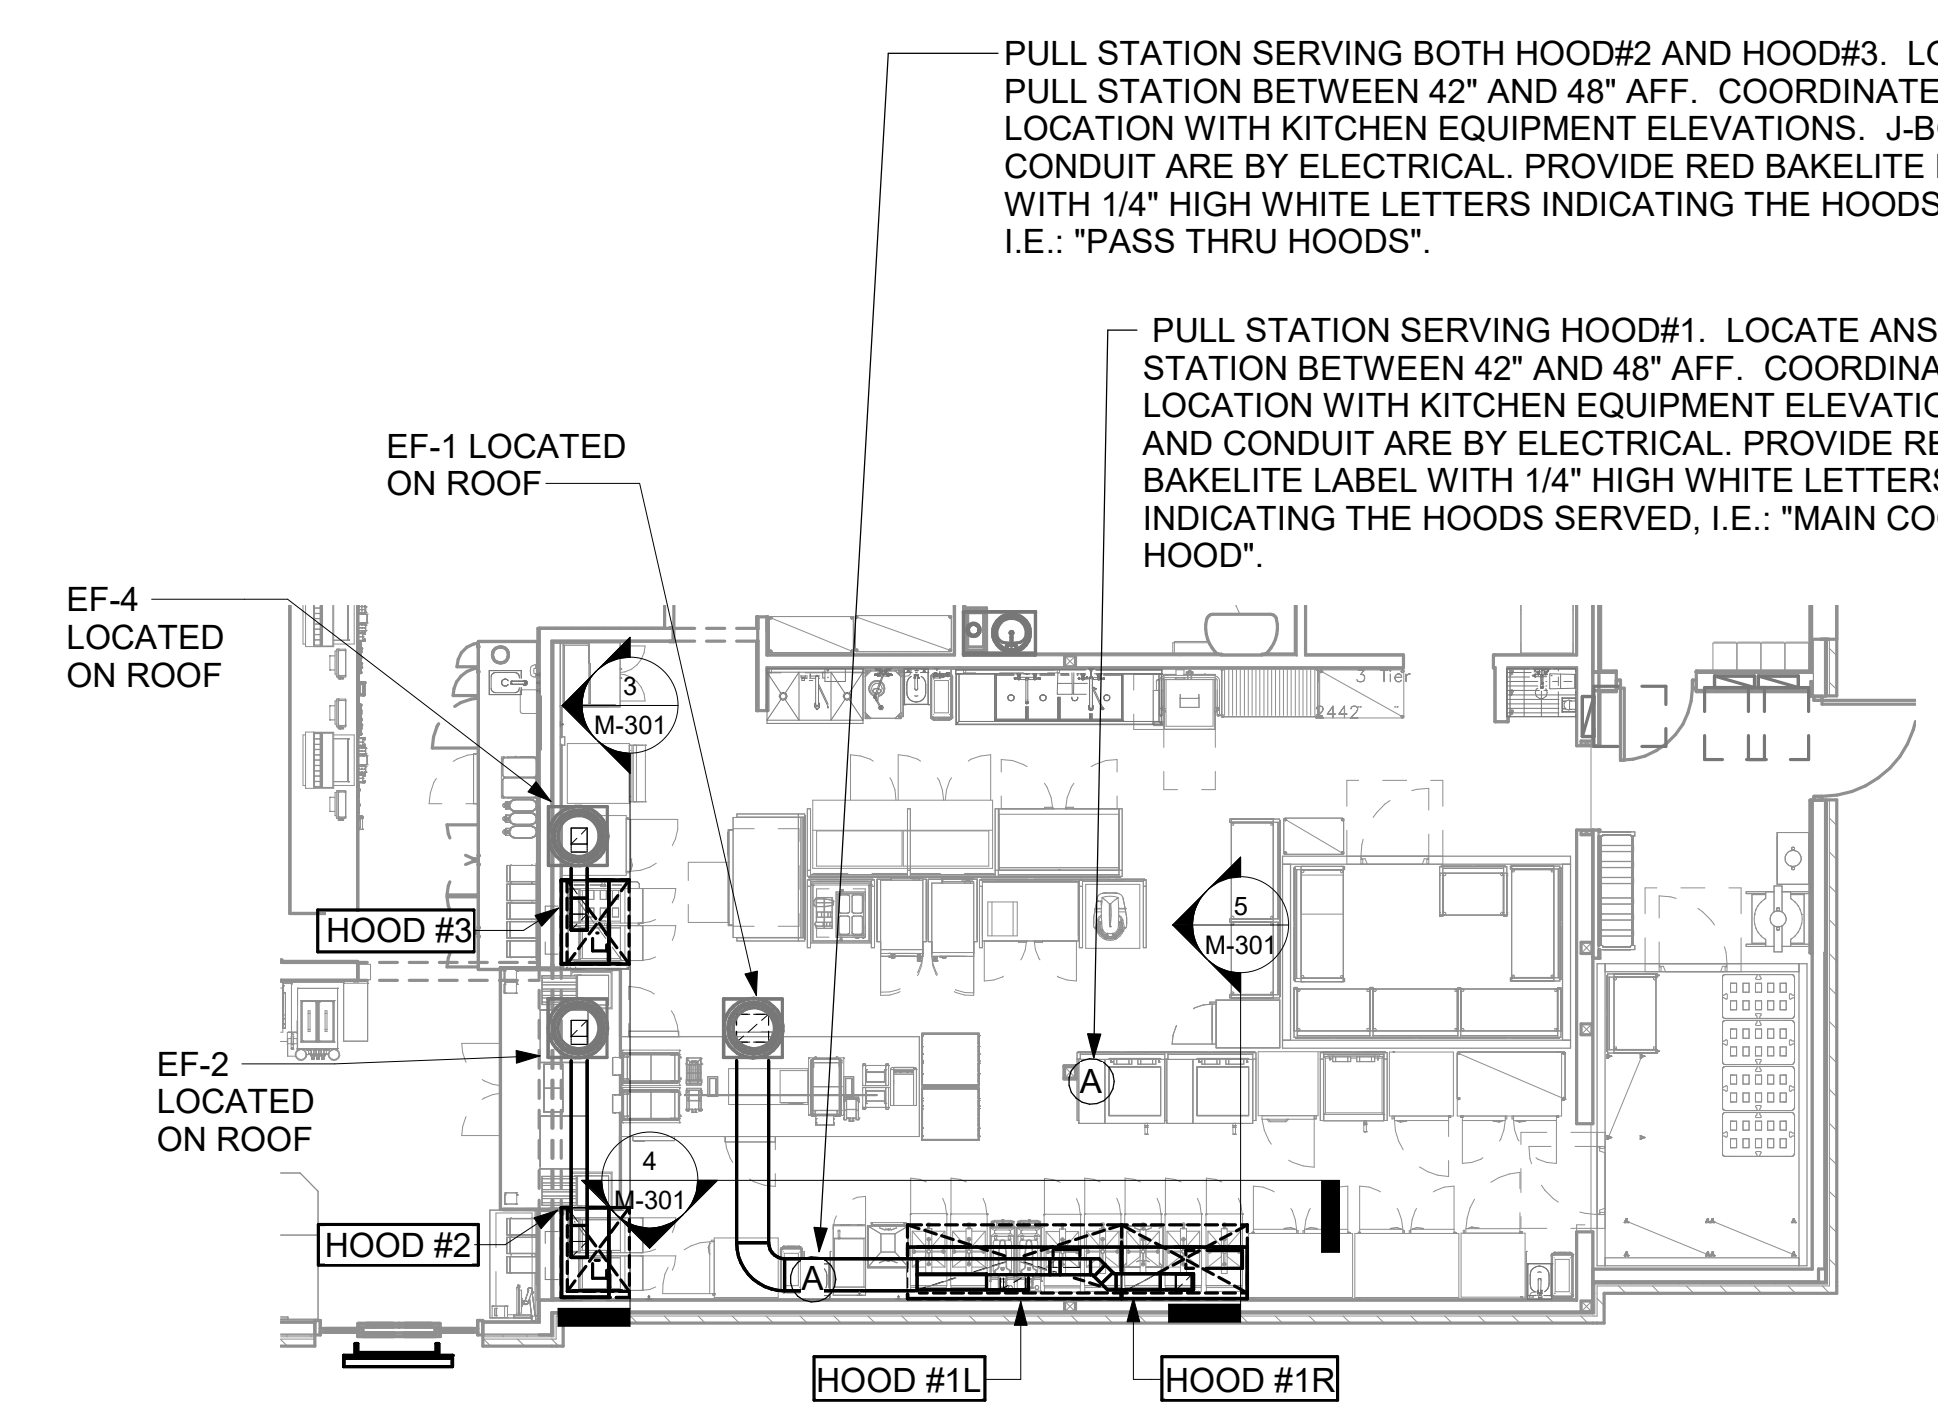 PULL STATION SERVING BOTH HOOD#2 AND HOOD#3. LO
PULL STATION BETWEEN 42" AND 48" AFF. COORDINATE
LOCATION WITH KITCHEN EQUIPMENT ELEVATIONS. J-B
CONDUIT ARE BY ELECTRICAL. PROVIDE RED BAKELITE
WITH 1/4" HIGH WHITE LETTERS INDICATING THE HOODS
I.E.: "PASS THRU HOODS".
PULL STATION SERVING HOOD#1. LOCATE ANS
STATION BETWEEN 42" AND 48" AFF. COORDINA
LOCATION WITH KITCHEN EQUIPMENT ELEVATIO
AND CONDUIT ARE BY ELECTRICAL. PROVIDE RE
BAKELITE LABEL WITH 1/4" HIGH WHITE LETTERS
INDICATING THE HOODS SERVED, I.E.: "MAIN COO
HOOD".
EF-1 LOCATED
ON ROOF
EF-4
LOCATED
ON ROOF
3
M-301
3 Tier
2442
HOOD #3
5
M-301
EF-2
LOCATED
ON ROOF
A
4
M-301
HOOD #2
A
HOOD #1L
HOOD #1R